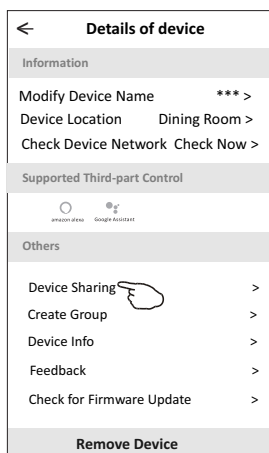 Details of device
Information
Modify Device Name *** >
Device Location Dining Room >
Check Device Network Check Now >
Supported Third-part Control
amazon alexa Google Assistant
Others
Device Sharing >
Create Group >
Device Info >
Feedback >
Check for Firmware Update >
Remove Device